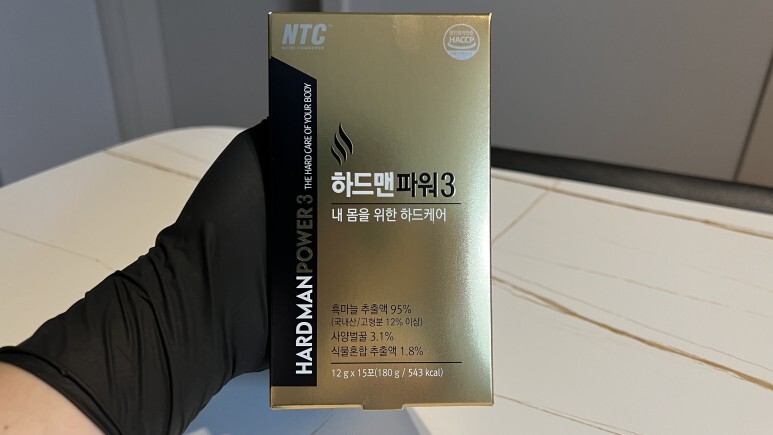 NTC
HACCP
HARDMAN POWER 3 THE HARD CARE OF YOUR BODY
하드맨파워3
내 몸을 위한 하드케어
흑마늘 추출액 95%
(국내산/고형분 12% 이상)
사양벌꿀 3.1%
식물혼합 추출액 1.8%
12 g x 15포(180 g / 543 kcal)